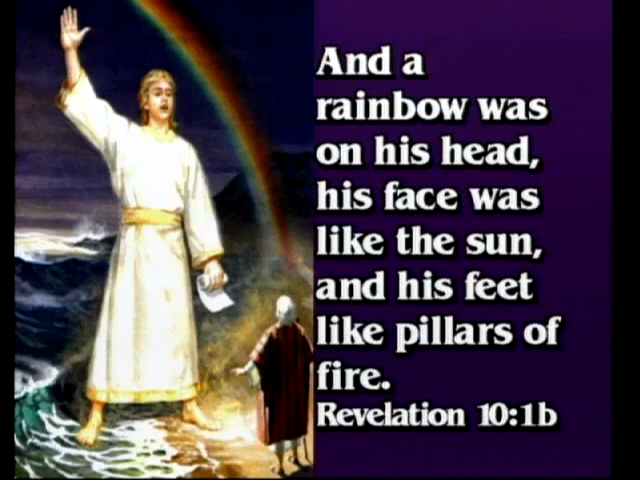 And a
rainbow was
on his head,
his face was
like the sun,
and his feet
like pillars of
fire.
Revelation 10:1b